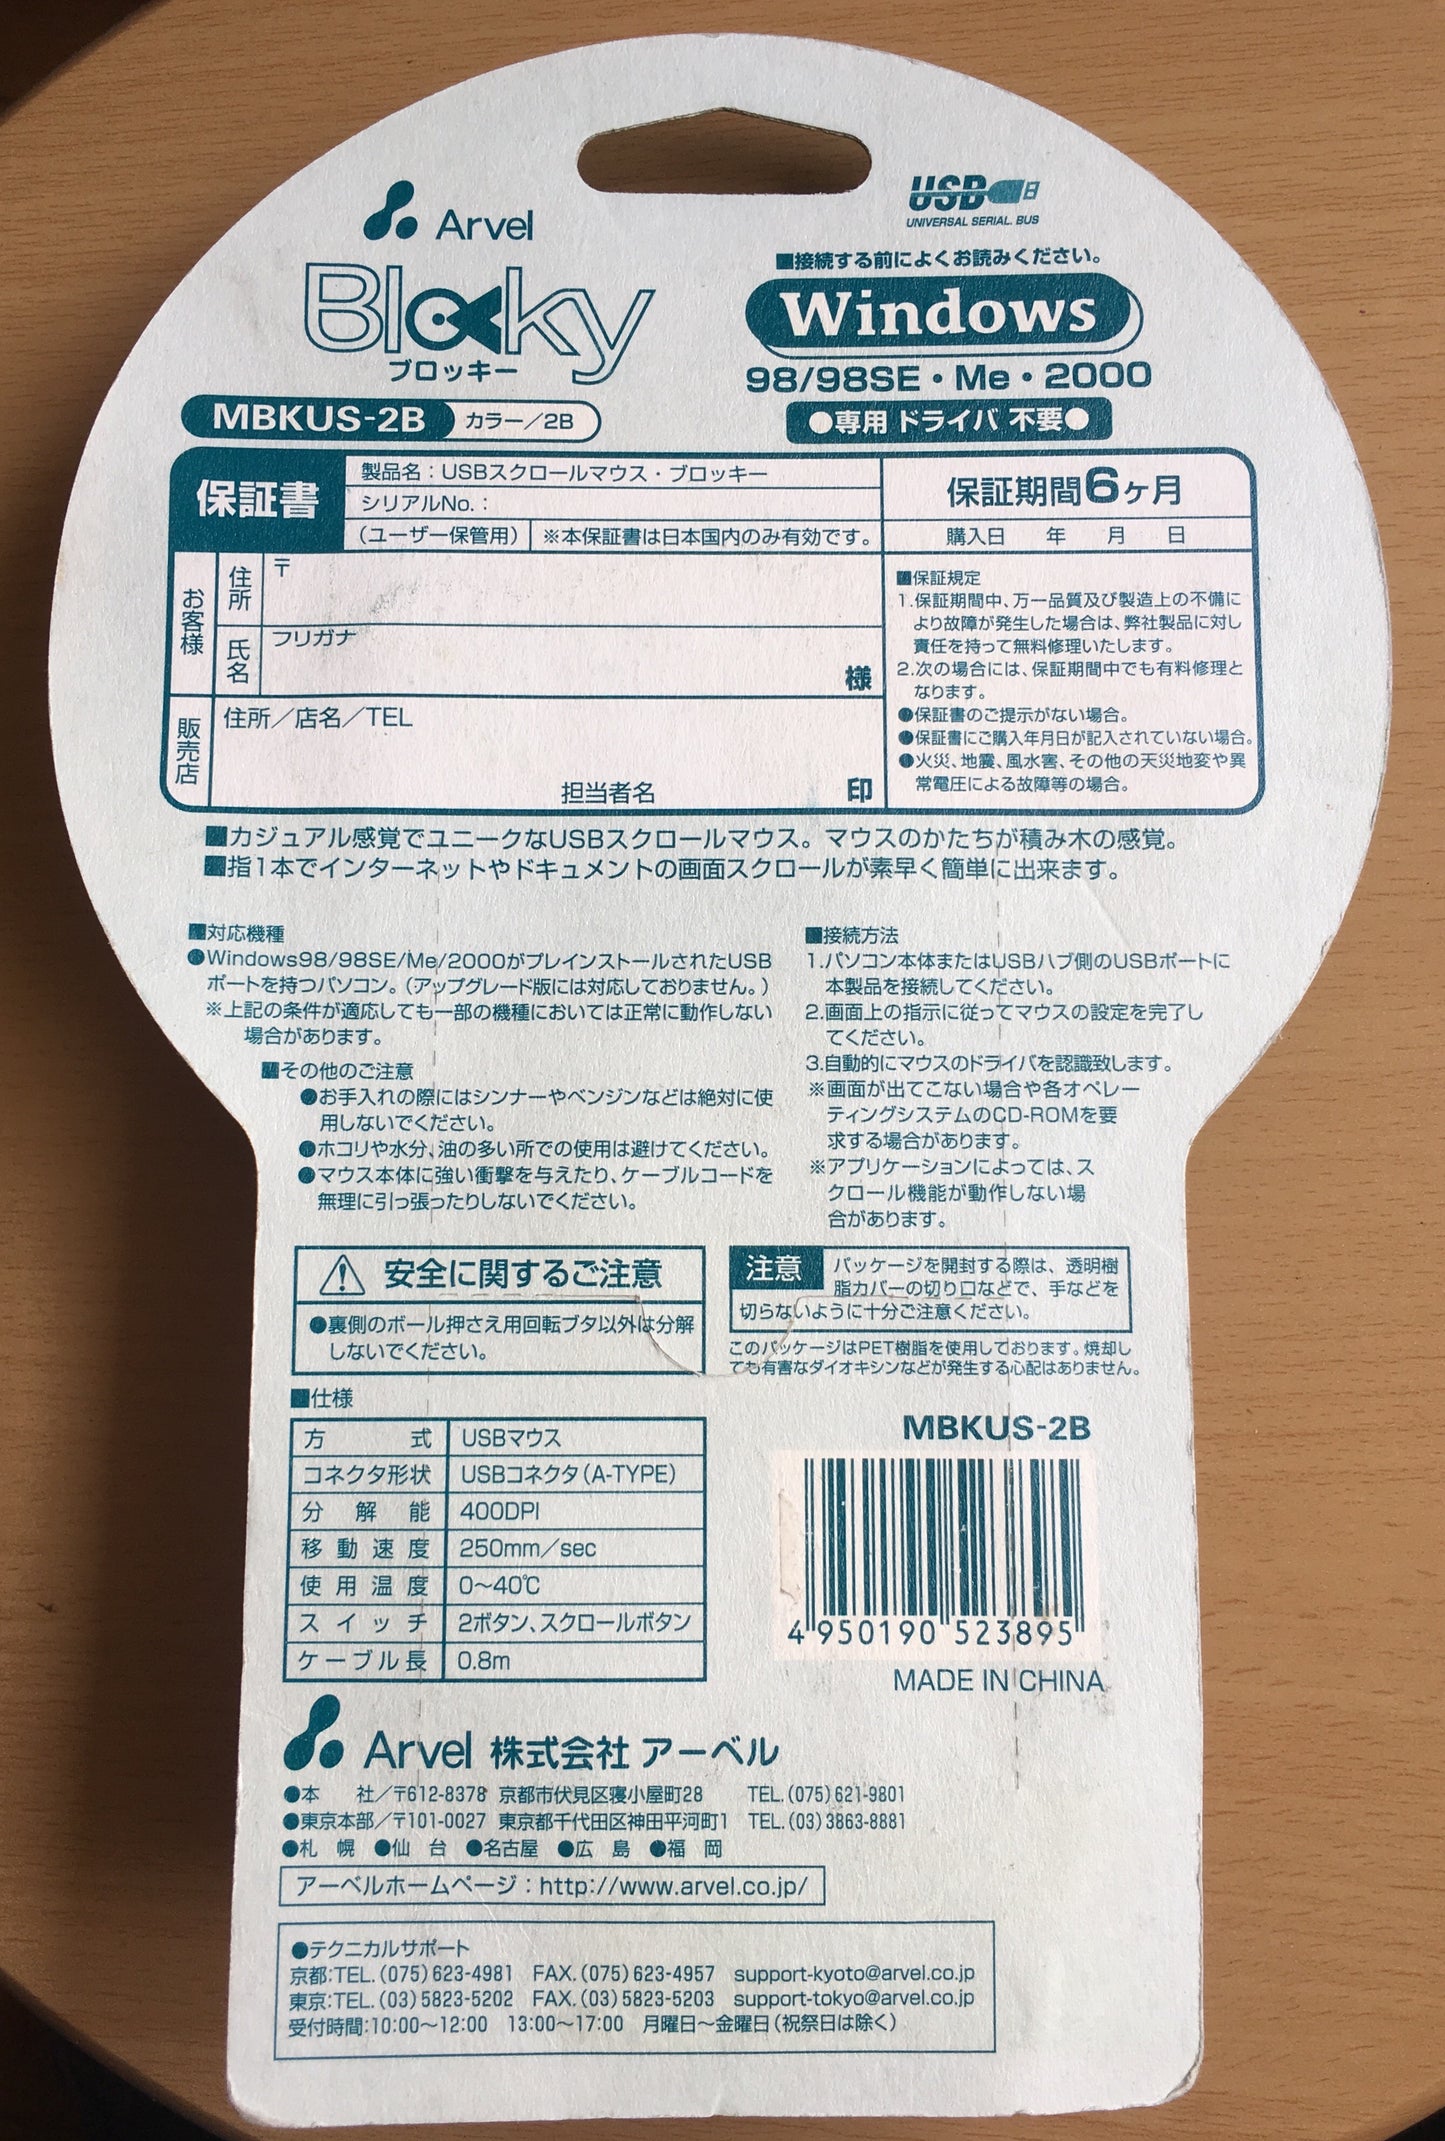 Arvel
Blocky
ブロッキー
MBKUS-2B カラー／2B
USB
UNIVERSAL SERIAL BUS
■接続する前によくお読みください。
Windows
98/98SE・Me・2000
●専用 ドライバ 不要●
保証書
製品名：USBスクロールマウス・ブロッキー
シリアルNo.：
（ユーザー保管用） ※本保証書は日本国内のみ有効です。
保証期間6ヶ月
購入日 年 月 日
お客様
住所
〒
氏名
フリガナ
様
販売店
住所／店名／TEL
担当者名 印
■保証規定
1.保証期間中、万一品質及び製造上の不備に
より故障が発生した場合は、弊社製品に対し
責任を持って無料修理いたします。
2.次の場合には、保証期間中でも有料修理と
なります。
●保証書のご提示がない場合。
●保証書にご購入年月日が記入されていない場合。
●火災、地震、風水害、その他の天災地変や異
常電圧による故障等の場合。
■カジュアル感覚でユニークなUSBスクロールマウス。マウスのかたちが積み木の感覚。
■指1本でインターネットやドキュメントの画面スクロールが素早く簡単に出来ます。
■対応機種
●Windows98/98SE/Me/2000がプレインストールされたUSB
ポートを持つパソコン。（アップグレード版には対応しておりません。）
※上記の条件が適応しても一部の機種においては正常に動作しない
場合があります。
■その他のご注意
●お手入れの際にはシンナーやベンジンなどは絶対に使
用しないでください。
●ホコリや水分、油の多い所での使用は避けてください。
●マウス本体に強い衝撃を与えたり、ケーブルコードを
無理に引っ張ったりしないでください。
■接続方法
1.パソコン本体またはUSBハブ側のUSBポートに
本製品を接続してください。
2.画面上の指示に従ってマウスの設定を完了し
てください。
3.自動的にマウスのドライバを認識致します。
※画面が出てこない場合や各オペレー
ティングシステムのCD-ROMを要
求する場合があります。
※アプリケーションによっては、ス
クロール機能が動作しない場
合があります。
安全に関するご注意
●裏側のボール押さえ用回転ブタ以外は分解
しないでください。
注意 パッケージを開封する際は、透明樹
脂カバーの切り口などで、手などを
切らないように十分ご注意ください。
このパッケージはPET樹脂を使用しております。焼却し
ても有害なダイオキシンなどが発生する心配はありません。
■仕様
方式 USBマウス
コネクタ形状 USBコネクタ（A-TYPE）
分解能 400DPI
移動速度 250mm／sec
使用温度 0～40℃
スイッチ 2ボタン、スクロールボタン
ケーブル長 0.8m
MBKUS-2B
4 950190 523895
MADE IN CHINA
Arvel 株式会社 アーベル
●本 社／〒612-8378 京都市伏見区寝小屋町28 TEL.(075)621-9801
●東京本部／〒101-0027 東京都千代田区神田平河町1 TEL.(03)3863-8881
●札 幌 ●仙 台 ●名古屋 ●広 島 ●福 岡
アーベルホームページ：http://www.arvel.co.jp/
●テクニカルサポート
京都:TEL.(075)623-4981 FAX.(075)623-4957 support-kyoto@arvel.co.jp
東京:TEL.(03)5823-5202 FAX.(03)5823-5203 support-tokyo@arvel.co.jp
受付時間:10:00～12:00 13:00～17:00 月曜日～金曜日（祝祭日は除く）